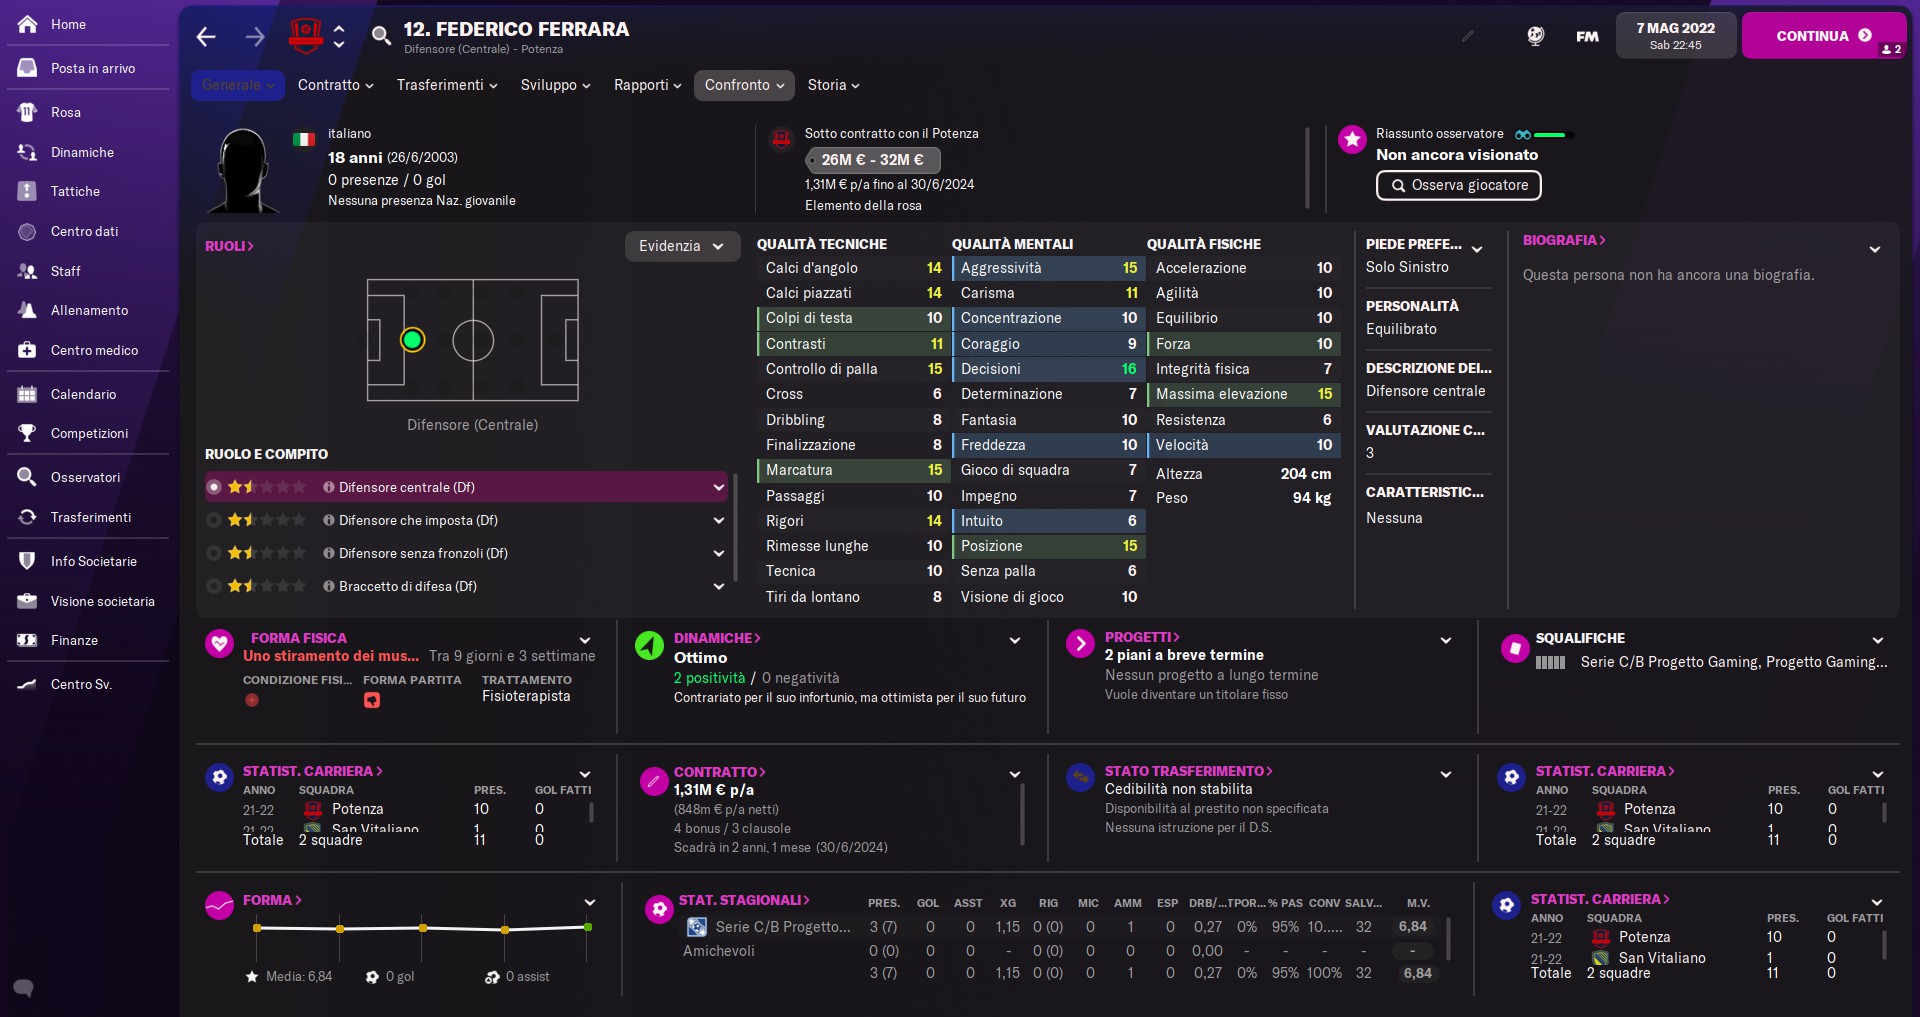 Home
Posta in arrivo
Rosa
Dinamiche
Tattiche
Centro dati
Staff
Allenamento
Centro medico
Calendario
Competizioni
Osservatori
Trasferimenti
Info Societarie
Visione societaria
Finanze
Centro Sv.
12. FEDERICO FERRARA
Difensore (Centrale) - Potenza
FM
7 MAG 2022
Sab 22:45
CONTINUA
2
Generale
Contratto
Trasferimenti
Sviluppo
Rapporti
Confronto
Storia
italiano
18 anni (26/6/2003)
0 presenze / 0 gol
Nessuna presenza Naz. giovanile
Sotto contratto con il Potenza
26M € - 32M €
1,31M € p/a fino al 30/6/2024
Elemento della rosa
Riassunto osservatore
Non ancora visionato
Osserva giocatore
RUOLI
Evidenzia
Difensore (Centrale)
RUOLO E COMPITO
Difensore centrale (Df)
Difensore che imposta (Df)
Difensore senza fronzoli (Df)
Braccetto di difesa (Df)
QUALITÀ TECNICHE
Calci d'angolo 14
Calci piazzati 14
Colpi di testa 10
Contrasti 11
Controllo di palla 15
Cross 6
Dribbling 8
Finalizzazione 8
Marcatura 15
Passaggi 10
Rigori 14
Rimesse lunghe 10
Tecnica 10
Tiri da lontano 8
QUALITÀ MENTALI
Aggressività 15
Carisma 11
Concentrazione 10
Coraggio 9
Decisioni 16
Determinazione 7
Fantasia 10
Freddezza 10
Gioco di squadra 7
Impegno 7
Intuito 6
Posizione 15
Senza palla 6
Visione di gioco 10
QUALITÀ FISICHE
Accelerazione 10
Agilità 10
Equilibrio 10
Forza 10
Integrità fisica 7
Massima elevazione 15
Resistenza 6
Velocità 10
Altezza 204 cm
Peso 94 kg
PIEDE PREFE...
Solo Sinistro
PERSONALITÀ
Equilibrato
DESCRIZIONE DEI...
Difensore centrale
VALUTAZIONE C...
3
CARATTERISTIC...
Nessuna
BIOGRAFIA
Questa persona non ha ancora una biografia.
FORMA FISICA
Uno stiramento dei mus... Tra 9 giorni e 3 settimane
CONDIZIONE FISI... FORMA PARTITA TRATTAMENTO
Fisioterapista
DINAMICHE
Ottimo
2 positività / 0 negatività
Contrariato per il suo infortunio, ma ottimista per il suo futuro
PROGETTI
2 piani a breve termine
Nessun progetto a lungo termine
Vuole diventare un titolare fisso
SQUALIFICHE
Serie C/B Progetto Gaming, Progetto Gaming...
STATIST. CARRIERA
ANNO SQUADRA PRES. GOL FATTI
21-22 Potenza 10 0
21-22 San Vitaliano 1 0
Totale 2 squadre 11 0
CONTRATTO
1,31M € p/a
(848m € p/a netti)
4 bonus / 3 clausole
Scadrà in 2 anni, 1 mese (30/6/2024)
STATO TRASFERIMENTO
Cedibilità non stabilita
Disponibilità al prestito non specificata
Nessuna istruzione per il D.S.
STATIST. CARRIERA
ANNO SQUADRA PRES. GOL FATTI
21-22 Potenza 10 0
21-22 San Vitaliano 1 0
Totale 2 squadre 11 0
FORMA
Media: 6,84 0 gol 0 assist
STAT. STAGIONALI PRES. GOL ASST XG RIG MIC AMM ESP DRB/... TPOR... % PAS CONV SALV... M.V.
Serie C/B Progetto... 3 (7) 0 0 1,15 0 (0) 0 1 0 0,27 0% 95% 10..... 32 6,84
Amichevoli 0 (0) 0 0 - 0 (0) 0 0 0 0,00 - - - - -
3 (7) 0 0 1,15 0 (0) 0 1 0 0,27 0% 95% 100% 32 6,84
STATIST. CARRIERA
ANNO SQUADRA PRES. GOL FATTI
21-22 Potenza 10 0
21-22 San Vitaliano 1 0
Totale 2 squadre 11 0